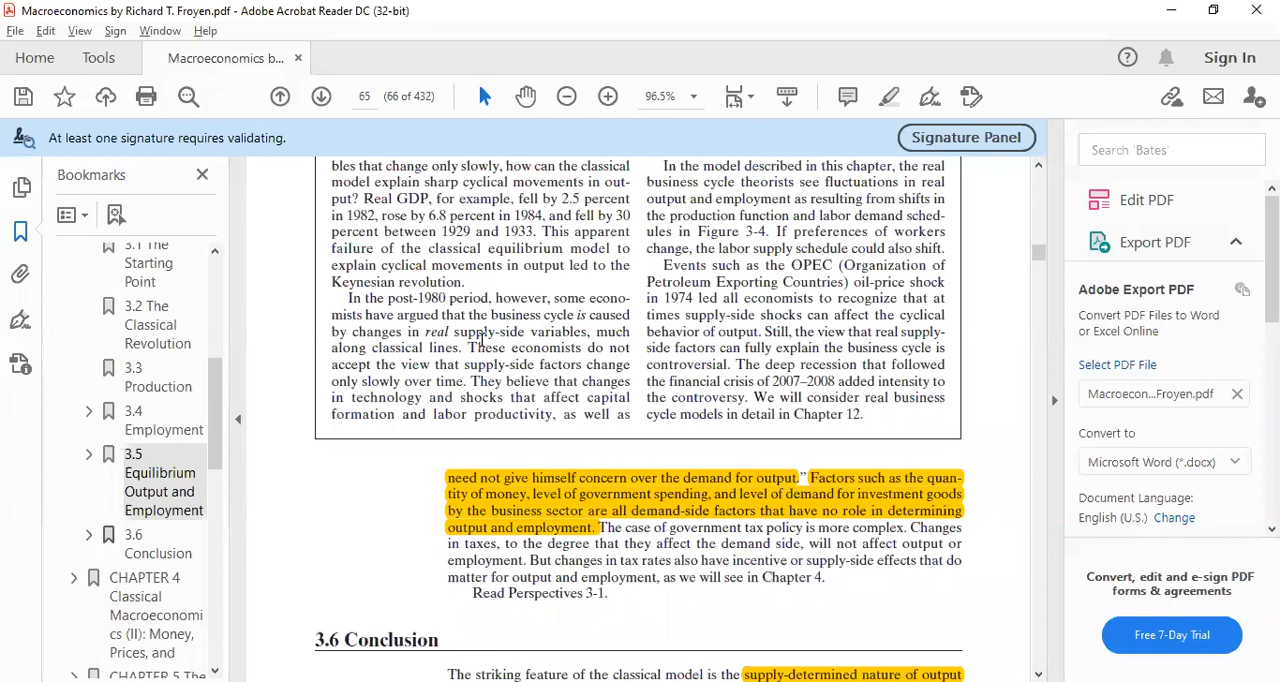 Macroeconomics by Richard T. Froyen.pdf - Adobe Acrobat Reader DC (32-bit)
File Edit View Sign Window Help
Home Tools Macroeconomics b... ×
Sign In
65 (66 of 432) 96.5%
At least one signature requires validating.
Signature Panel
Bookmarks
3.1 The
Starting
Point
3.2 The
Classical
Revolution
3.3
Production
3.4
Employment
3.5
Equilibrium
Output and
Employment
3.6
Conclusion
CHAPTER 4
Classical
Macroeconomi
cs (II): Money,
Prices, and
CHAPTER 5 The
bles that change only slowly, how can the classical
model explain sharp cyclical movements in out-
put? Real GDP, for example, fell by 2.5 percent
in 1982, rose by 6.8 percent in 1984, and fell by 30
percent between 1929 and 1933. This apparent
failure of the classical equilibrium model to
explain cyclical movements in output led to the
Keynesian revolution.
In the post-1980 period, however, some econo-
mists have argued that the business cycle is caused
by changes in real supply-side variables, much
along classical lines. These economists do not
accept the view that supply-side factors change
only slowly over time. They believe that changes
in technology and shocks that affect capital
formation and labor productivity, as well as
In the model described in this chapter, the real
business cycle theorists see fluctuations in real
output and employment as resulting from shifts in
the production function and labor demand sched-
ules in Figure 3-4. If preferences of workers
change, the labor supply schedule could also shift.
Events such as the OPEC (Organization of
Petroleum Exporting Countries) oil-price shock
in 1974 led all economists to recognize that at
times supply-side shocks can affect the cyclical
behavior of output. Still, the view that real supply-
side factors can fully explain the business cycle is
controversial. The deep recession that followed
the financial crisis of 2007–2008 added intensity to
the controversy. We will consider real business
cycle models in detail in Chapter 12.
need not give himself concern over the demand for output.” Factors such as the quan-
tity of money, level of government spending, and level of demand for investment goods
by the business sector are all demand-side factors that have no role in determining
output and employment. The case of government tax policy is more complex. Changes
in taxes, to the degree that they affect the demand side, will not affect output or
employment. But changes in tax rates also have incentive or supply-side effects that do
matter for output and employment, as we will see in Chapter 4.
Read Perspectives 3-1.
3.6 Conclusion
The striking feature of the classical model is the supply-determined nature of output
Search 'Bates'
Export PDF
Export PDF
Adobe Export PDF
Convert PDF Files to Word
or Excel Online
Select PDF File
Macroecon...Froyen.pdf
Convert to
Microsoft Word (*.docx)
Document Language:
English (U.S.) Change
Convert, edit and e-sign PDF
forms & agreements
Free 7-Day Trial